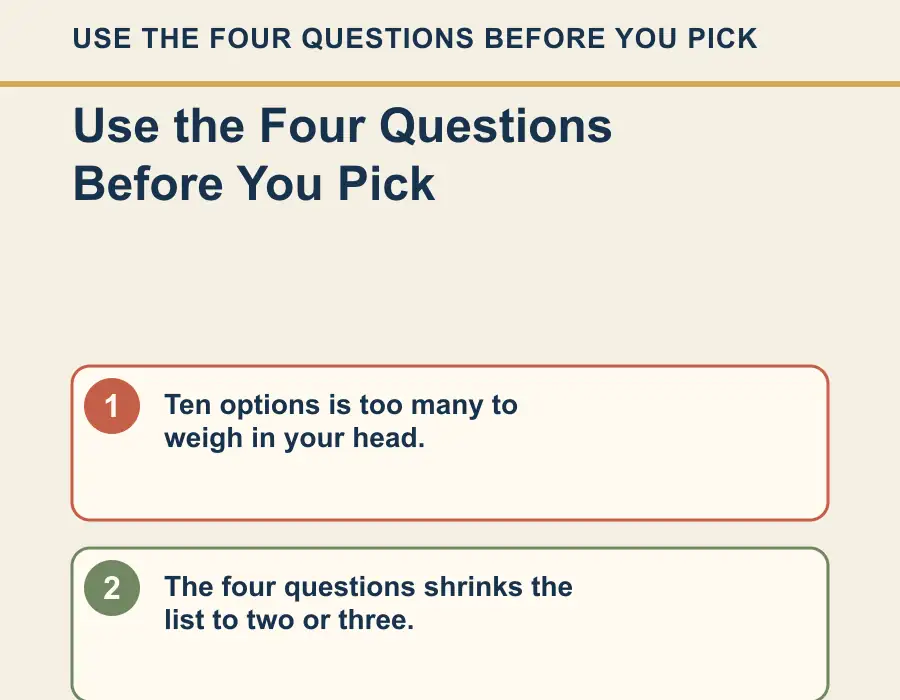 USE THE FOUR QUESTIONS BEFORE YOU PICK
Use the Four Questions
Before You Pick
1
Ten options is too many to
weigh in your head.
2
The four questions shrinks the
list to two or three.